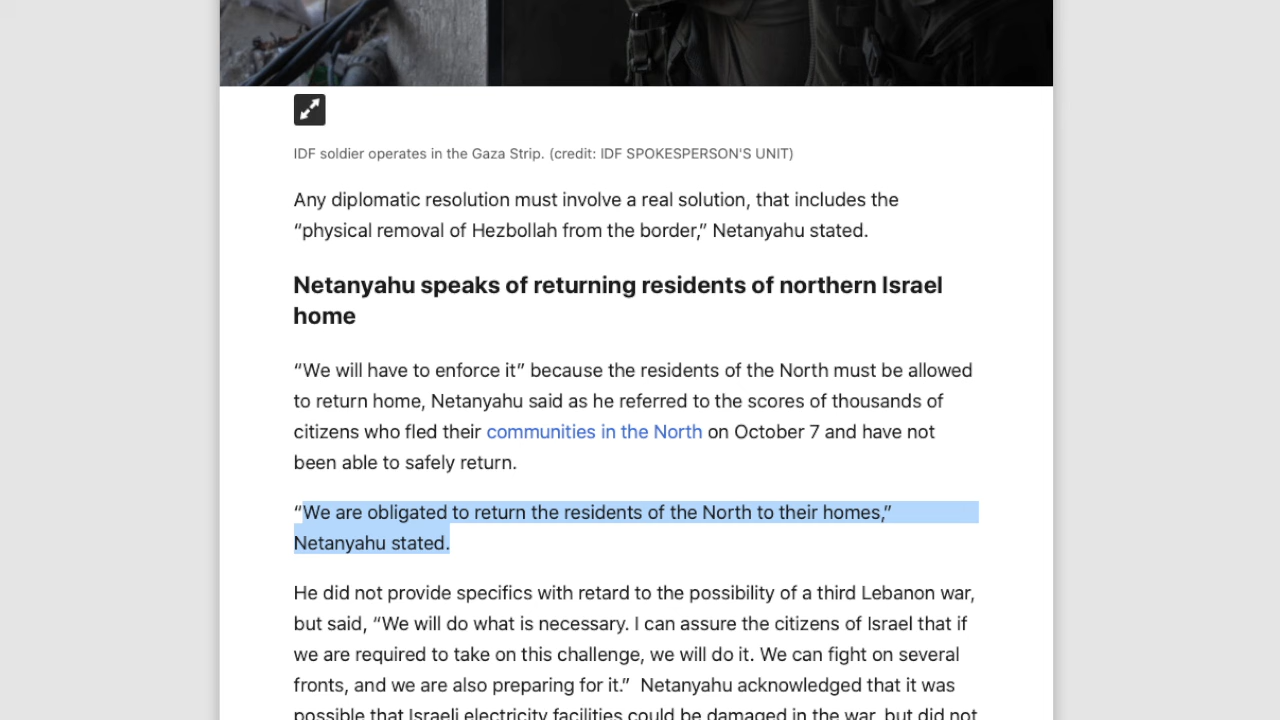 IDF soldier operates in the Gaza Strip. (credit: IDF SPOKESPERSON'S UNIT)
Any diplomatic resolution must involve a real solution, that includes the
“physical removal of Hezbollah from the border,” Netanyahu stated.
Netanyahu speaks of returning residents of northern Israel
home
“We will have to enforce it” because the residents of the North must be allowed
to return home, Netanyahu said as he referred to the scores of thousands of
citizens who fled their communities in the North on October 7 and have not
been able to safely return.
“We are obligated to return the residents of the North to their homes,”
Netanyahu stated.
He did not provide specifics with retard to the possibility of a third Lebanon war,
but said, “We will do what is necessary. I can assure the citizens of Israel that if
we are required to take on this challenge, we will do it. We can fight on several
fronts, and we are also preparing for it.”  Netanyahu acknowledged that it was
possible that Israeli electricity facilities could be damaged in the war, but did not